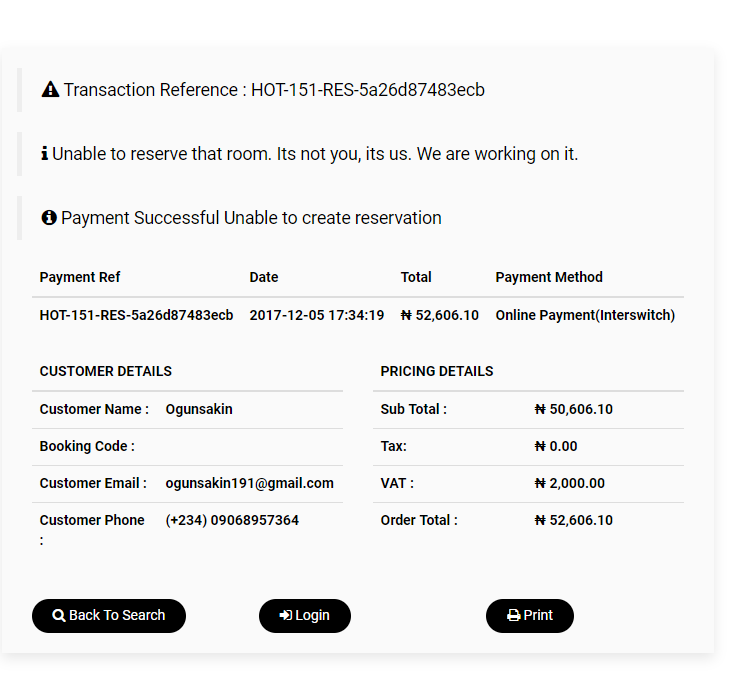 Transaction Reference : HOT-151-RES-5a26d87483ecb
Unable to reserve that room. Its not you, its us. We are working on it.
Payment Successful Unable to create reservation
Payment Ref Date Total Payment Method
HOT-151-RES-5a26d87483ecb 2017-12-05 17:34:19 ₦ 52,606.10 Online Payment(Interswitch)
CUSTOMER DETAILS
Customer Name : Ogunsakin
Booking Code :
Customer Email : ogunsakin191@gmail.com
Customer Phone (+234) 09068957364
:
PRICING DETAILS
Sub Total : ₦ 50,606.10
Tax: ₦ 0.00
VAT : ₦ 2,000.00
Order Total : ₦ 52,606.10
Back To Search Login Print